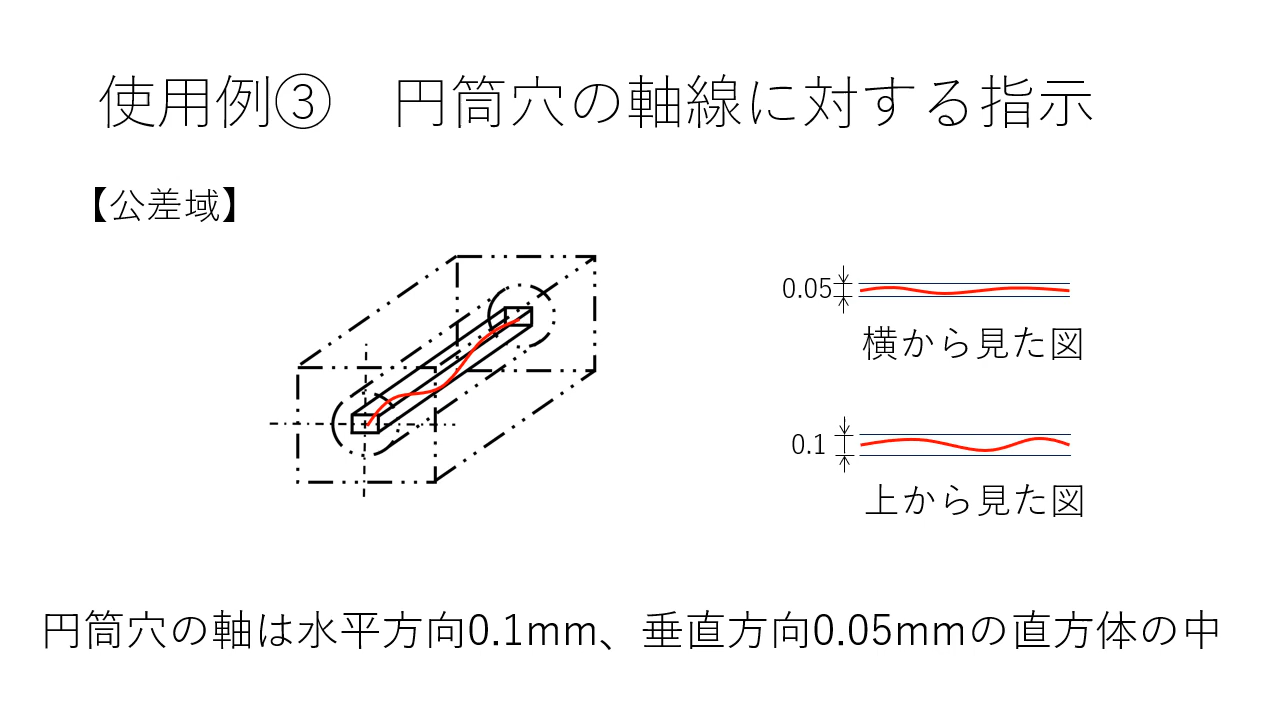 使用例③　円筒穴の軸線に対する指示
【公差域】
0.05
横から見た図
0.1
上から見た図
円筒穴の軸は水平方向0.1mm、垂直方向0.05mmの直方体の中